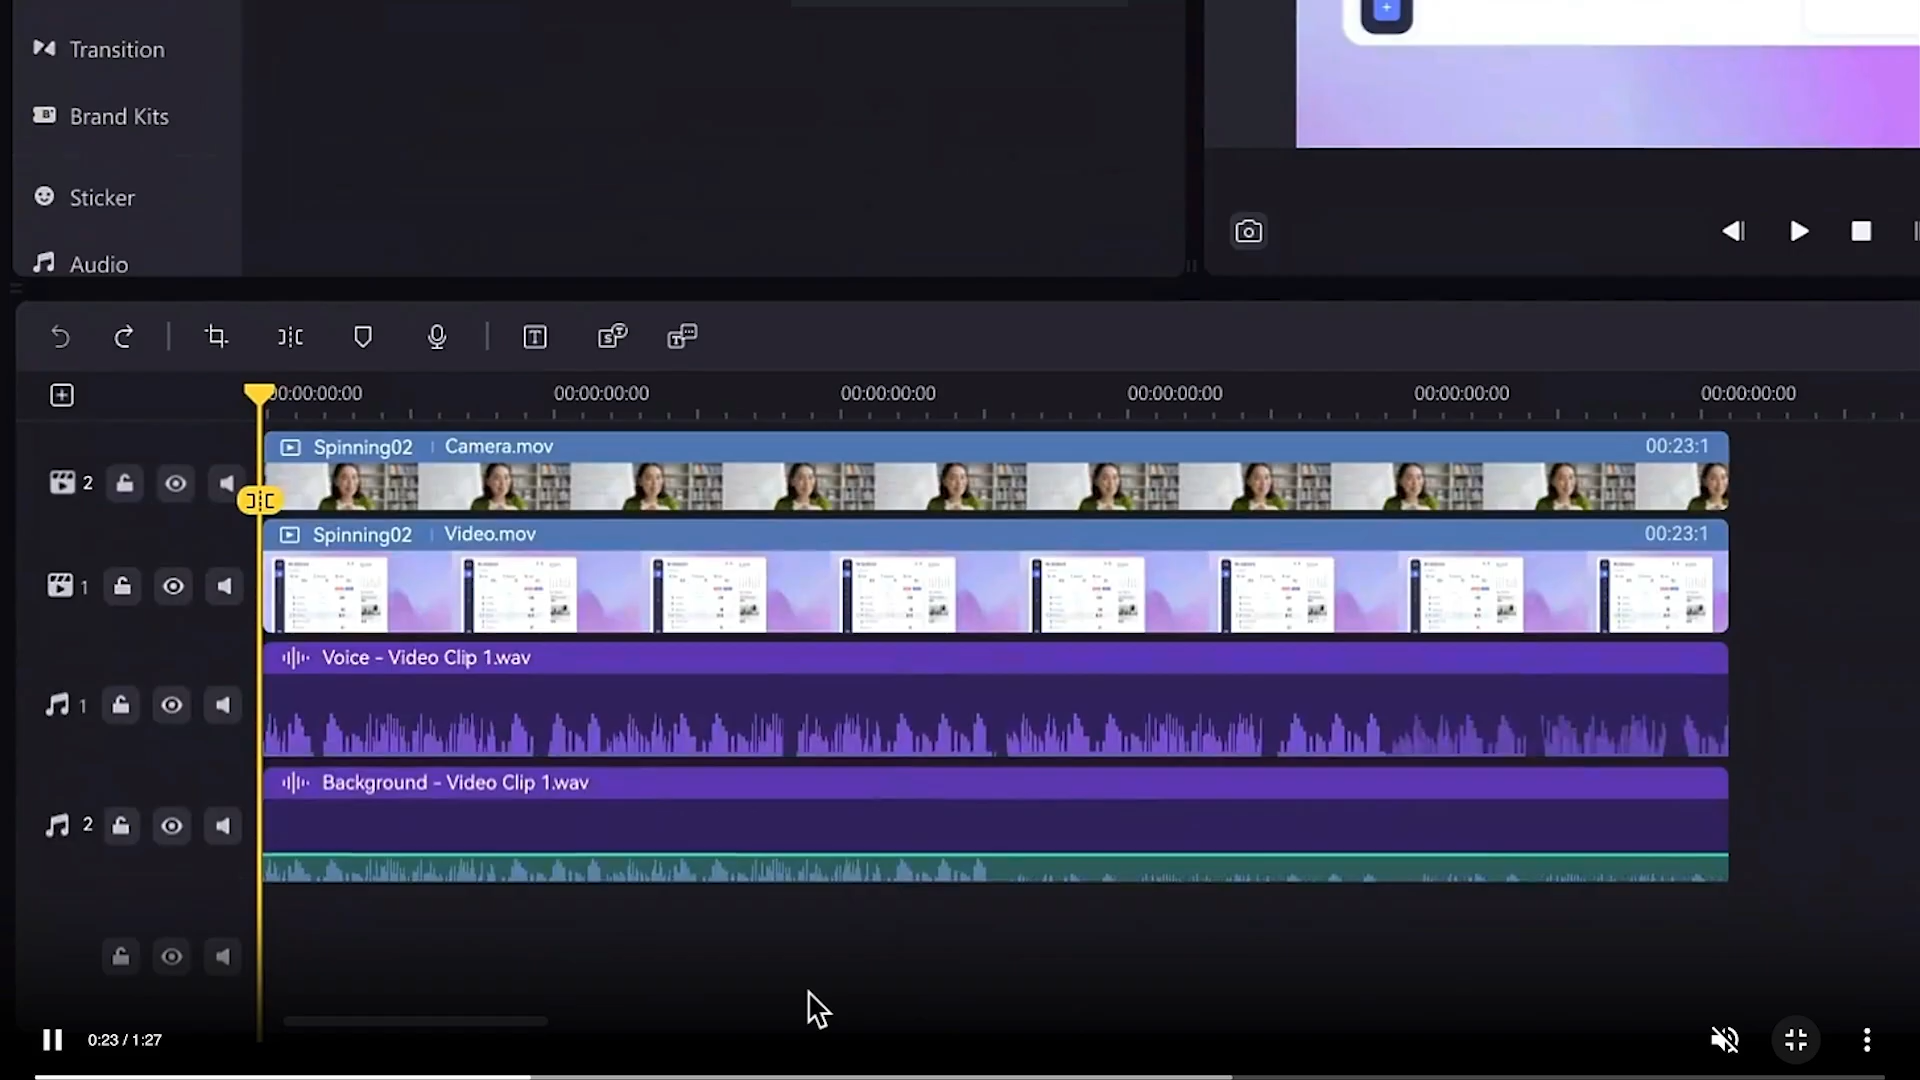 Transition
Brand Kits
Sticker
Audio
00:00:00:00 00:00:00:00 00:00:00:00 00:00:00:00 00:00:00:00 00:00:00:00
Spinning02 | Camera.mov 00:23:1
2
Spinning02 | Video.mov 00:23:1
1
Voice - Video Clip 1.wav
1
Background - Video Clip 1.wav
2
0:23 / 1:27